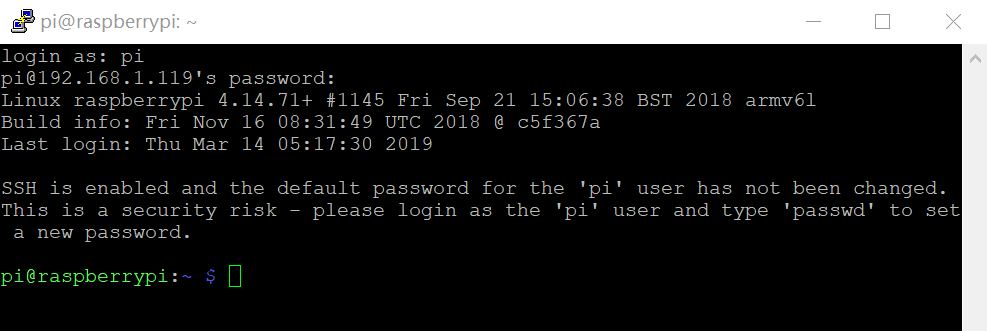 pi@raspberrypi: ~
login as: pi
pi@192.168.1.119's password:
Linux raspberrypi 4.14.71+ #1145 Fri Sep 21 15:06:38 BST 2018 armv6l
Build info: Fri Nov 16 08:31:49 UTC 2018 @ c5f367a
Last login: Thu Mar 14 05:17:30 2019
SSH is enabled and the default password for the 'pi' user has not been changed.
This is a security risk - please login as the 'pi' user and type 'passwd' to set
a new password.
pi@raspberrypi:~ $